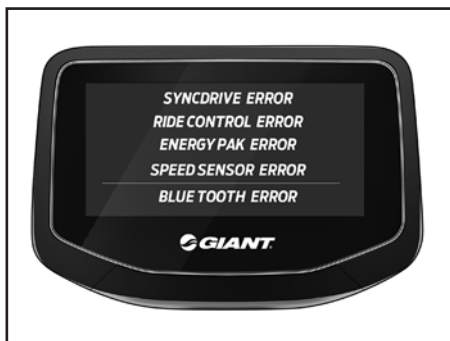 SYNCDRIVE ERROR
RIDE CONTROL ERROR
ENERGY PAK ERROR
SPEED SENSOR ERROR
BLUE TOOTH ERROR
GIANT